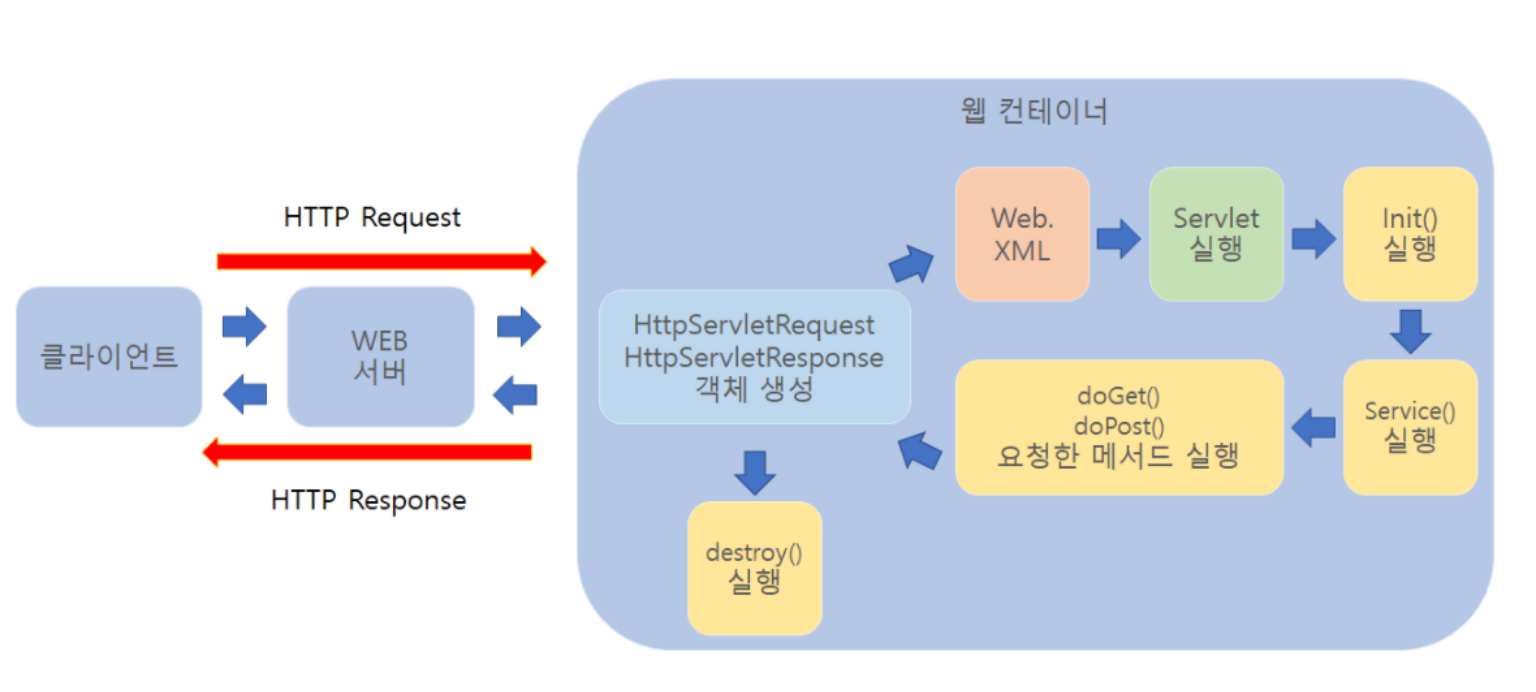 웹 컨테이너
HTTP Request
클라이언트
WEB
서버
HTTP Response
HttpServletRequest
HttpServletResponse
객체 생성
Web.
XML
Servlet
실행
Init()
실행
Service()
실행
doGet()
doPost()
요청한 메서드 실행
destroy()
실행